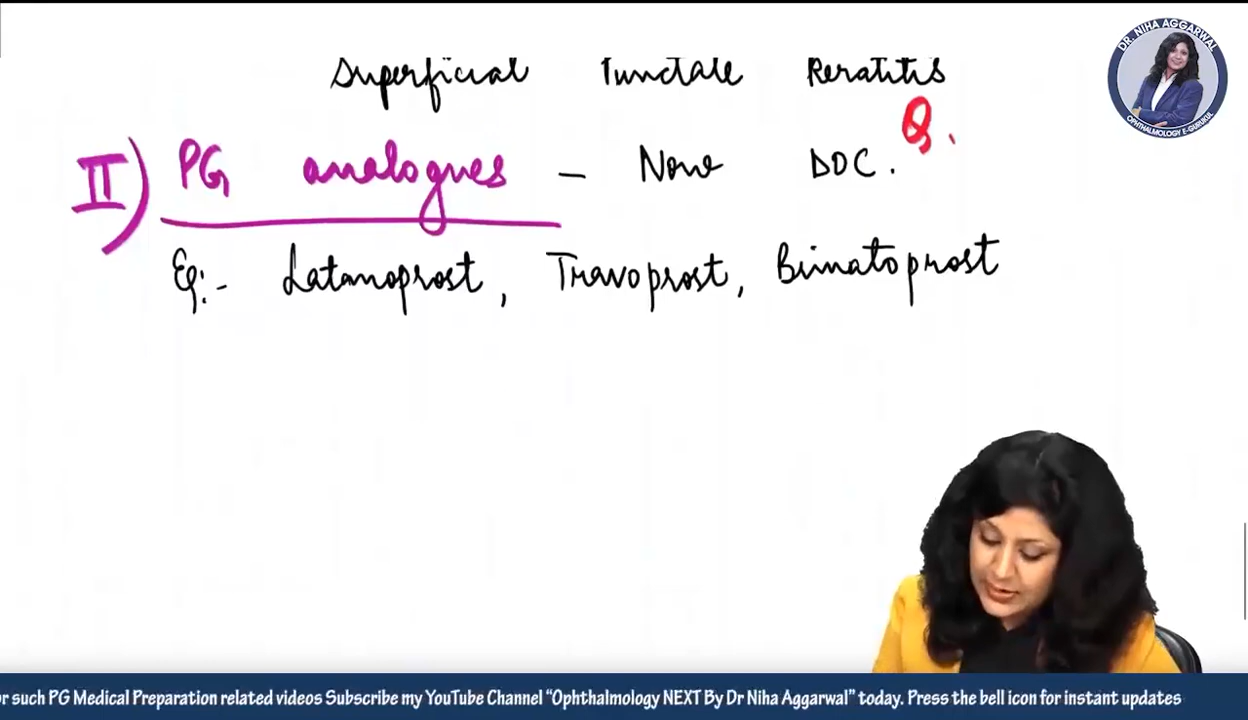 DR. NIHA AGGARWAL
OPHTHALMOLOGY E-GURUKUL
Superficial Punctate Keratitis
Q.
II) PG analogues - Now DOC.
Eg:- Latanoprost, Travoprost, Bimatoprost
or such PG Medical Preparation related videos Subscribe my YouTube Channel “Ophthalmology NEXT By Dr Niha Aggarwal” today. Press the bell icon for instant updates